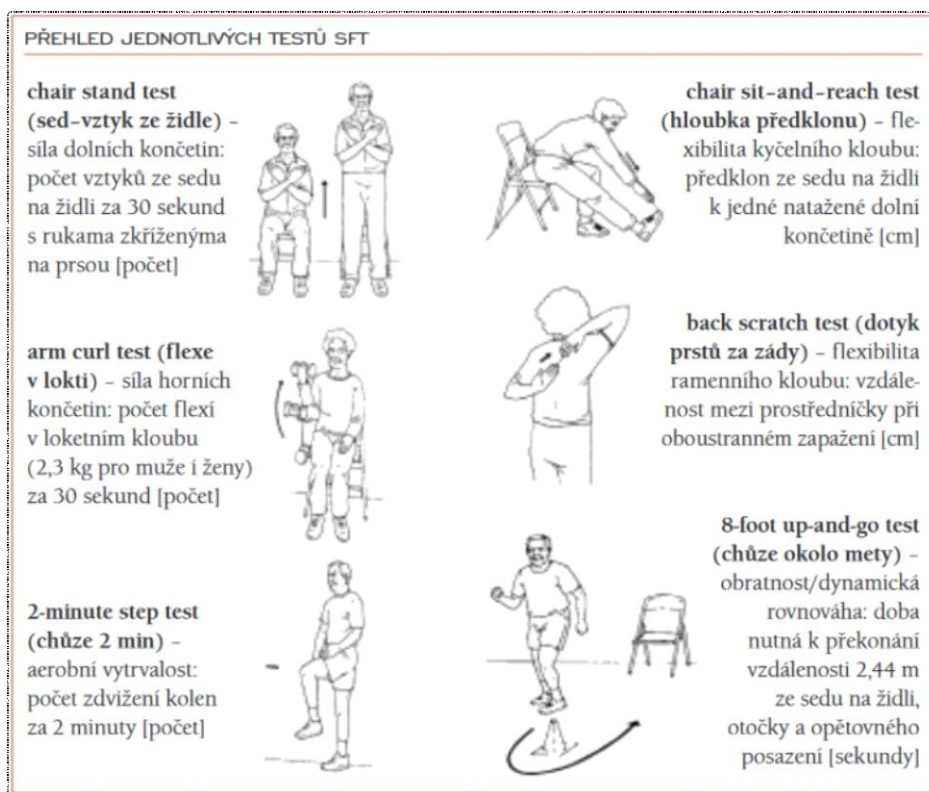 PŘEHLED JEDNOTLIVÝCH TESTŮ SFT
chair stand test
(sed–vztyk ze židle) –
síla dolních končetin:
počet vztyků ze sedu
na židli za 30 sekund
s rukama zkříženýma
na prsou [počet]
arm curl test (flexe
v lokti) – síla horních
končetin: počet flexí
v loketním kloubu
(2,3 kg pro muže i ženy)
za 30 sekund [počet]
2-minute step test
(chůze 2 min) –
aerobní vytrvalost:
počet zdvižení kolen
za 2 minuty [počet]
chair sit–and–reach test
(hloubka předklonu) – fle-
xibilita kyčelního kloubu:
předklon ze sedu na židli
k jedné natažené dolní
končetině [cm]
back scratch test (dotyk
prstů za zády) – flexibilita
ramenního kloubu: vzdále-
nost mezi prostředníčky při
oboustranném zapažení [cm]
8-foot up-and-go test
(chůze okolo mety) –
obratnost/dynamická
rovnováha: doba
nutná k překonání
vzdálenosti 2,44 m
ze sedu na židli,
otočky a opětovného
posazení [sekundy]